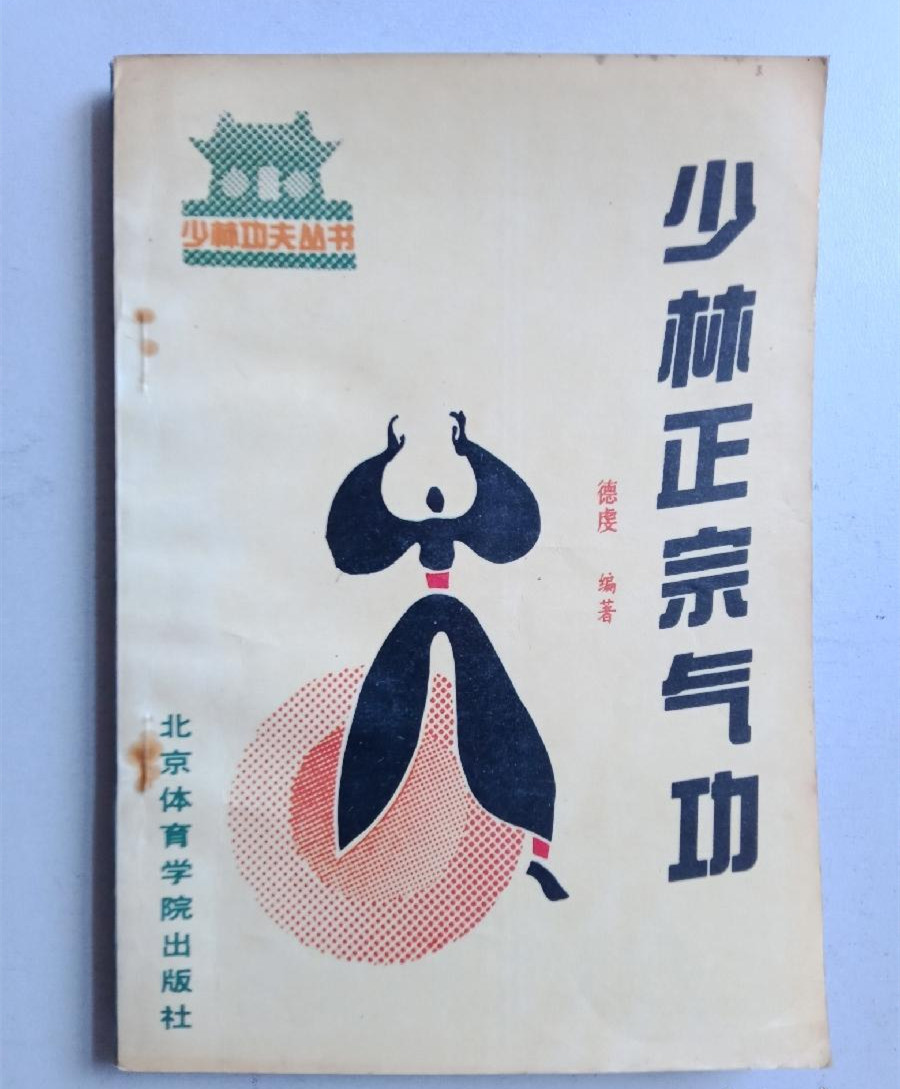 少林功夫丛书
少林正宗气功
德虔 编著
北京体育学院出版社